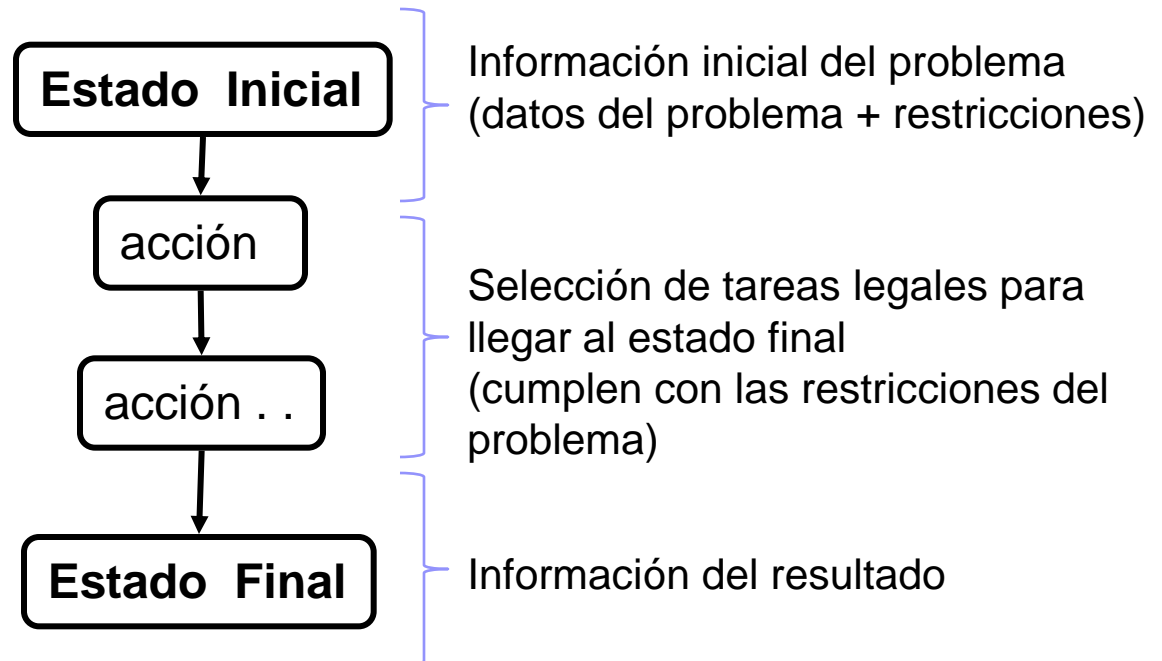 Estado Inicial
Información inicial del problema
(datos del problema + restricciones)
acción
acción . .
Selección de tareas legales para
llegar al estado final
(cumplen con las restricciones del
problema)
Estado Final
Información del resultado